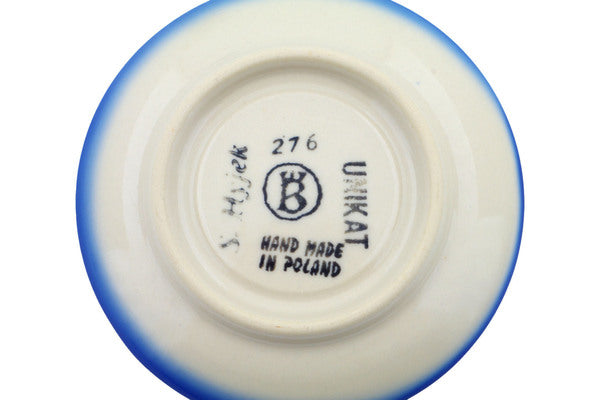 276
B
UNIKAT
HAND MADE
IN POLAND